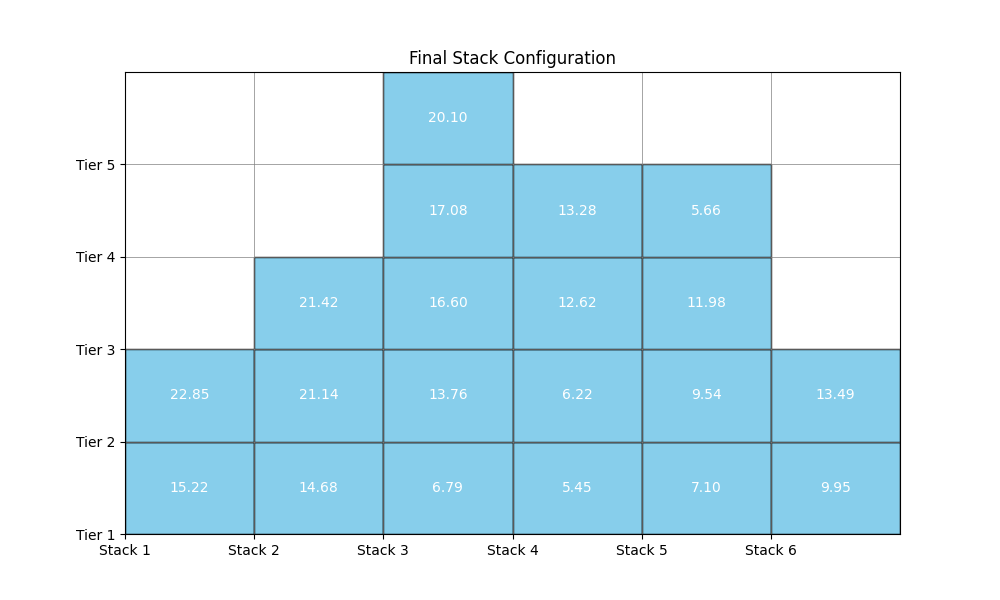 Final Stack Configuration
20.10
Tier 5
17.08 13.28 5.66
Tier 4
21.42 16.60 12.62 11.98
Tier 3
22.85 21.14 13.76 6.22 9.54 13.49
Tier 2
15.22 14.68 6.79 5.45 7.10 9.95
Tier 1
Stack 1 Stack 2 Stack 3 Stack 4 Stack 5 Stack 6